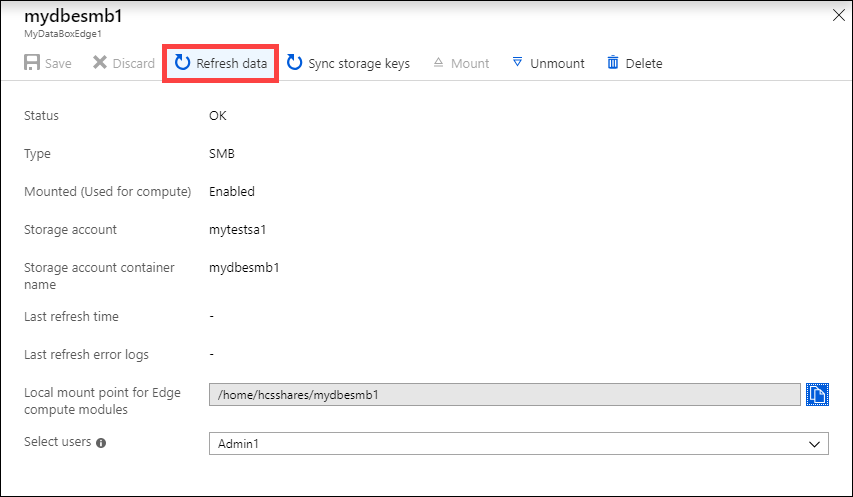 mydbesmb1
MyDataBoxEdge1
Save Discard Refresh data Sync storage keys Mount Unmount Delete
Status OK
Type SMB
Mounted (Used for compute) Enabled
Storage account mytestsa1
Storage account container name mydbesmb1
Last refresh time -
Last refresh error logs -
Local mount point for Edge compute modules /home/hcsshares/mydbesmb1
Select users Admin1